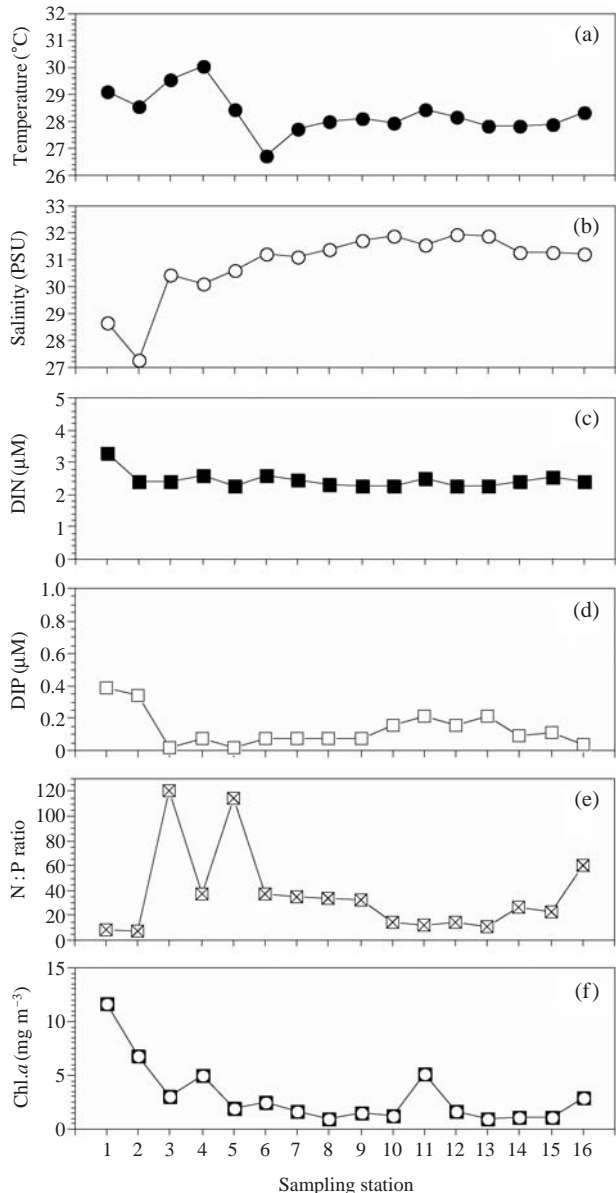 32
31
30
29
28
27
26
Temperature (°C)
(a)
33
32
31
30
29
28
27
Salinity (PSU)
(b)
5
4
3
2
1
0
DIN (μM)
(c)
1.0
0.8
0.6
0.4
0.2
0
DIP (μM)
(d)
120
100
80
60
40
20
0
N:P ratio
(e)
15
10
5
0
Chl.a (mg m⁻³)
(f)
1 2 3 4 5 6 7 8 9 10 11 12 13 14 15 16
Sampling station